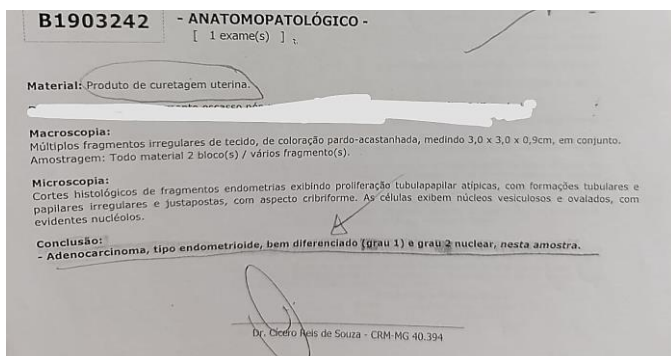 B1903242
- ANATOMOPATOLÓGICO -
[ 1 exame(s) ] ;
Material: Produto de curetagem uterina.
Macroscopia:
Múltiplos fragmentos irregulares de tecido, de coloração pardo-acastanhada, medindo 3,0 x 3,0 x 0,9cm, em conjunto.
Amostragem: Todo material 2 bloco(s) / vários fragmento(s).
Microscopia:
Cortes histológicos de fragmentos endometrias exibindo proliferação tubulapapilar atípicas, com formações tubulares e
papilares irregulares e justapostas, com aspecto cribriforme. As células exibem núcleos vesiculosos e ovalados, com
evidentes nucléolos.
Conclusão:
- Adenocarcinoma, tipo endometrioide, bem diferenciado (grau 1) e grau 2 nuclear, nesta amostra.
Dr. Cícero Reis de Souza - CRM-MG 40.394